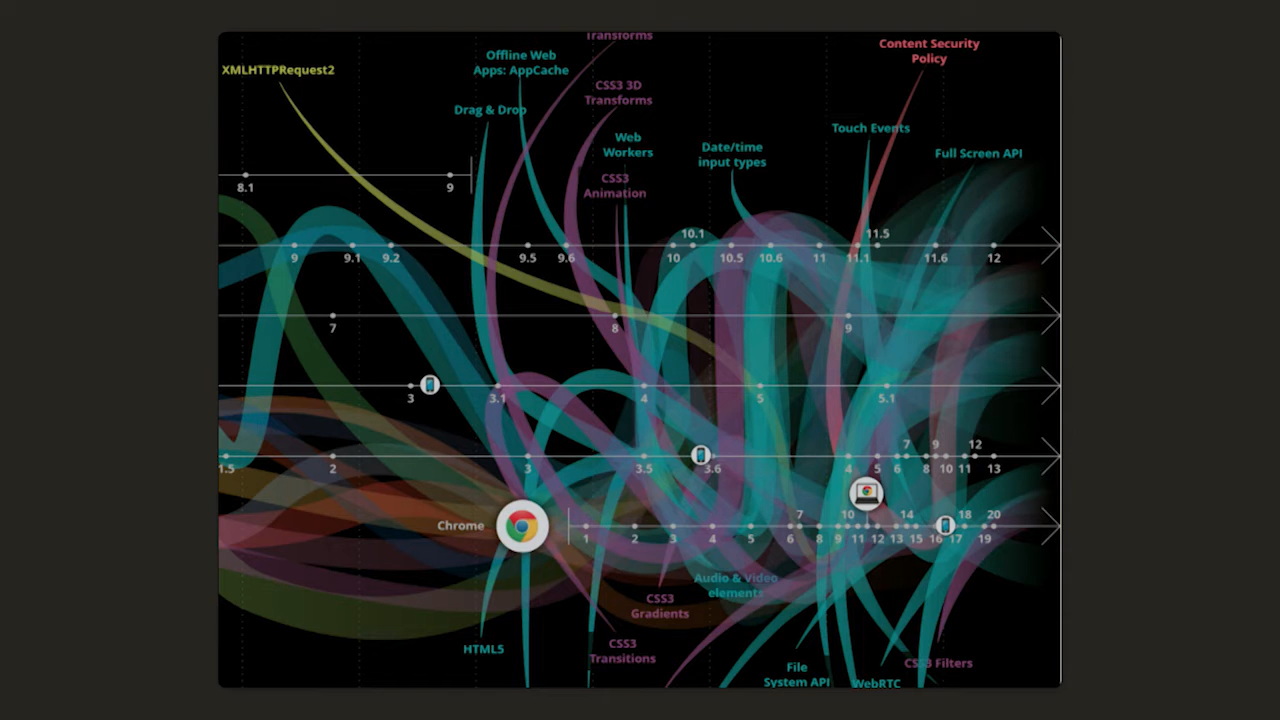 Transforms
Offline Web
Apps: AppCache
Content Security
Policy
XMLHTTPRequest2
CSS3 3D
Transforms
Drag & Drop
Web
Workers
Date/time
input types
Touch Events
Full Screen API
CSS3
Animation
8.1 9
10.1 11.5
9 9.1 9.2 9.5 9.6 10 10.5 10.6 11 11.1 11.6 12
7 8 9
3 3.1 4 5 5.1
7 9 12
1.5 2 3 3.5 3.6 4 5 6 8 10 11 13
7 10 14 18 20
Chrome
1 2 3 4 5 6 8 9 11 12 13 15 16 17 19
Audio & Video
elements
CSS3
Gradients
HTML5
CSS3
Transitions
File
System API
WebRTC
CSS3 Filters